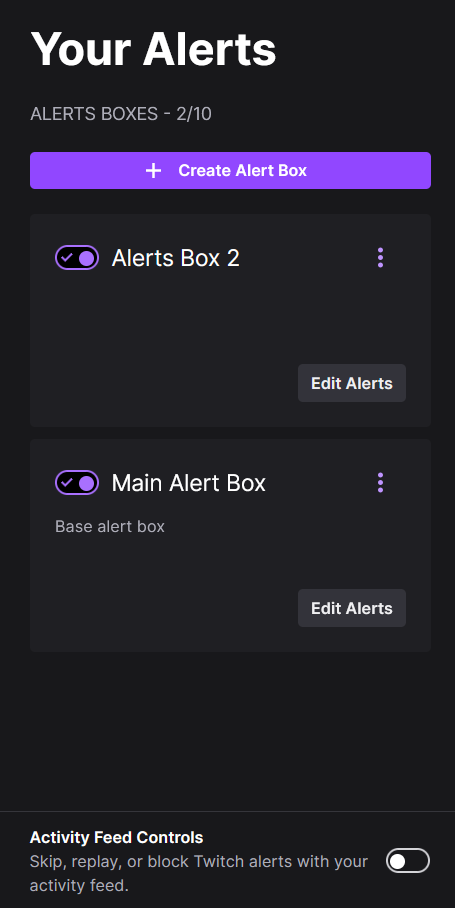 Your Alerts
ALERTS BOXES - 2/10
Create Alert Box
Alerts Box 2
Edit Alerts
Main Alert Box
Base alert box
Edit Alerts
Activity Feed Controls
Skip, replay, or block Twitch alerts with your
activity feed.